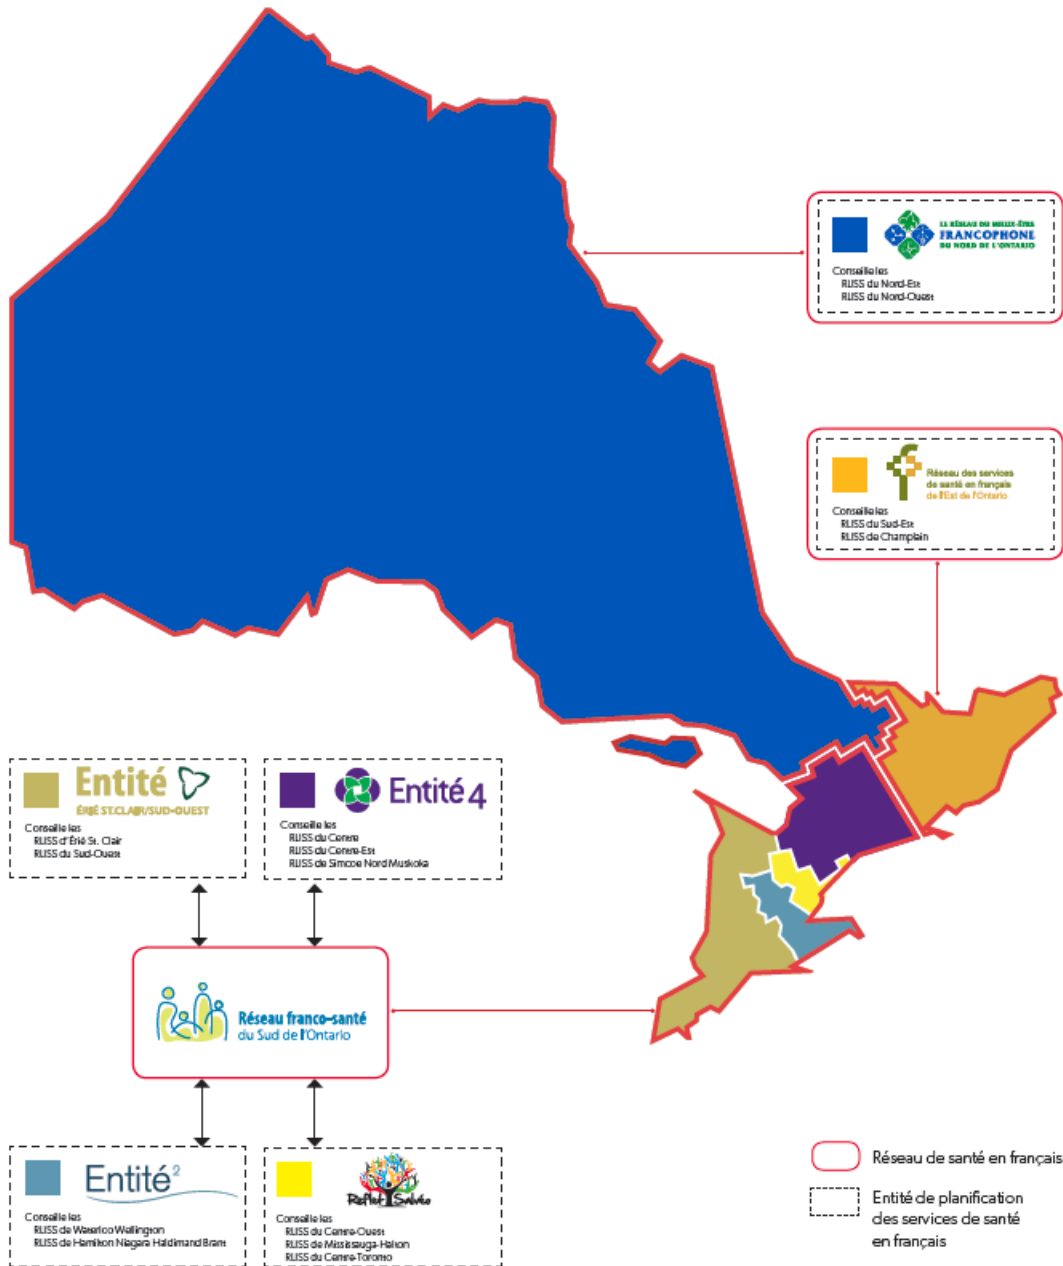 LE RÉSEAU DU MIEUX-ÊTRE
FRANCOPHONE
DU NORD DE L'ONTARIO
Conseille les
RLISS du Nord-Est
RLISS du Nord-Ouest
Réseau des services
de santé en français
de l'Est de l'Ontario
Conseille les
RLISS du Sud-Est
RLISS de Champlain
Entité
ÉRIÉ ST.CLAIR/SUD-OUEST
Conseille les
RLISS d'Érié St. Clair
RLISS du Sud-Ouest
Entité 4
Conseille les
RLISS du Centre
RLISS du Centre-Est
RLISS de Simcoe Nord Muskoka
Réseau franco-santé
du Sud de l'Ontario
Entité²
Conseille les
RLISS de Waterloo Wellington
RLISS de Hamilton Niagara Haldimand Brant
Reflet Salvéo
Conseille les
RLISS du Centre-Ouest
RLISS de Mississauga-Halton
RLISS du Centre-Toronto
Réseau de santé en français
Entité de planification
des services de santé
en français